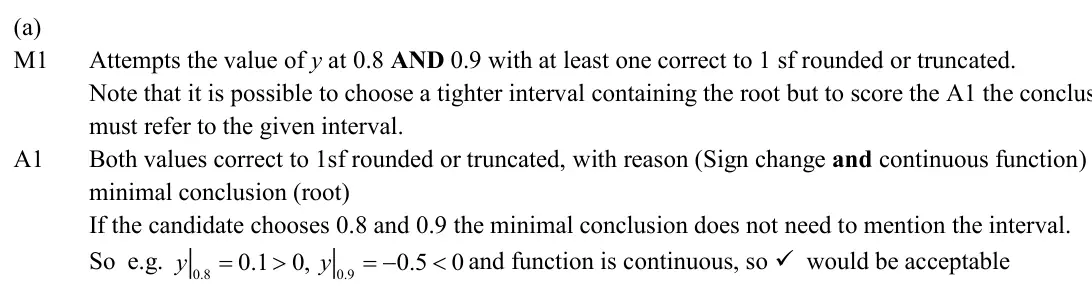 (a)
M1 Attempts the value of y at 0.8 AND 0.9 with at least one correct to 1 sf rounded or truncated.
Note that it is possible to choose a tighter interval containing the root but to score the A1 the conclus
must refer to the given interval.
A1 Both values correct to 1sf rounded or truncated, with reason (Sign change and continuous function)
minimal conclusion (root)
If the candidate chooses 0.8 and 0.9 the minimal conclusion does not need to mention the interval.
So e.g. y|₀.₈ = 0.1 > 0, y|₀.₉ = −0.5 < 0 and function is continuous, so ✓ would be acceptable